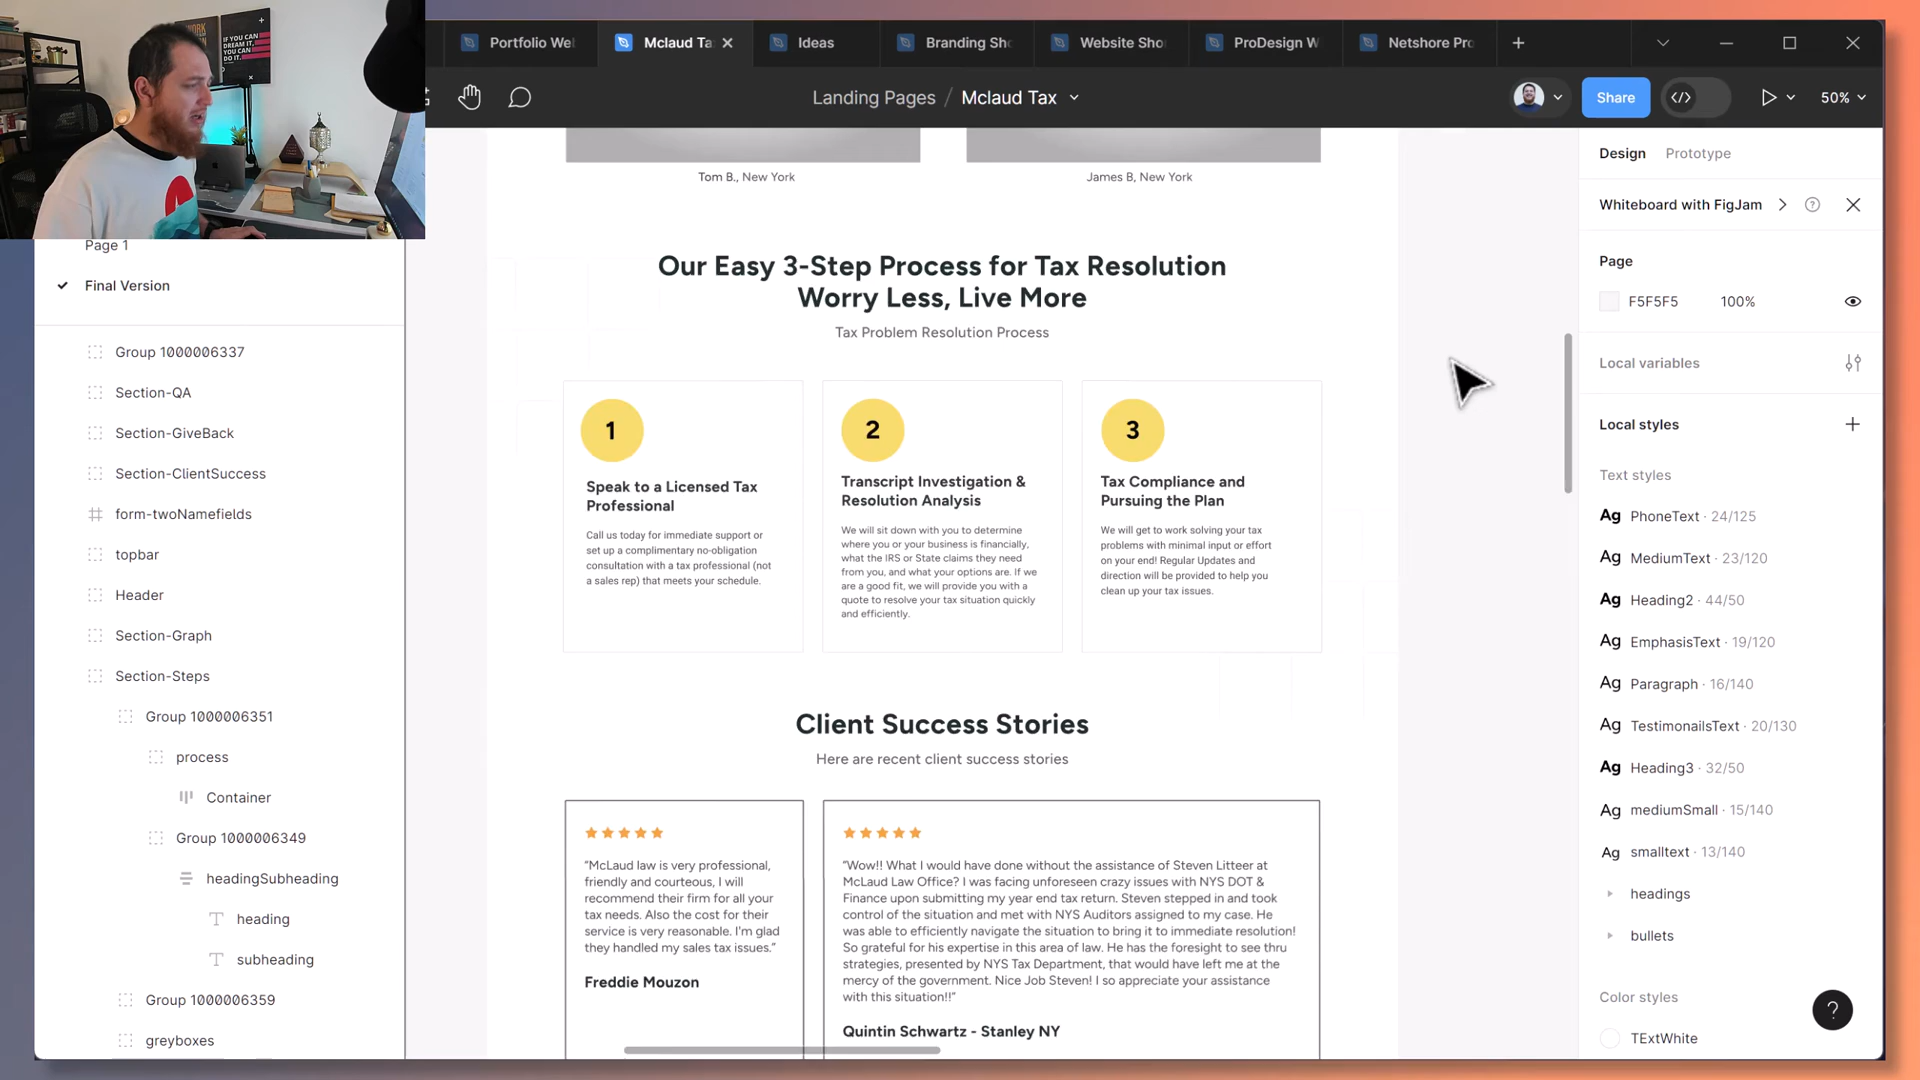 IF YOU CAN
DREAM IT,
YOU CAN
DO IT.
Portfolio We
Mclaud Ta
Ideas
Branding Sh
Website Sho
ProDesign W
Netshore Pro
Landing Pages / Mclaud Tax
Share
50%
Page 1
Final Version
Group 1000006337
Section-QA
Section-GiveBack
Section-ClientSuccess
form-twoNamefields
topbar
Header
Section-Graph
Section-Steps
Group 1000006351
process
Container
Group 1000006349
headingSubheading
heading
subheading
Group 1000006359
greyboxes
Tom B., New York
James B, New York
Our Easy 3-Step Process for Tax Resolution
Worry Less, Live More
Tax Problem Resolution Process
1
Speak to a Licensed Tax
Professional
Call us today for immediate support or
set up a complimentary no-obligation
consultation with a tax professional (not
a sales rep) that meets your schedule.
2
Transcript Investigation &
Resolution Analysis
We will sit down with you to determine
where you or your business is financially,
what the IRS or State claims they need
from you, and what your options are. If we
are a good fit, we will provide you with a
quote to resolve your tax situation quickly
and efficiently.
3
Tax Compliance and
Pursuing the Plan
We will get to work solving your tax
problems with minimal input or effort
on your end! Regular Updates and
direction will be provided to help you
clean up your tax issues.
Client Success Stories
Here are recent client success stories
“McLaud law is very professional,
friendly and courteous, I will
recommend their firm for all your
tax needs. Also the cost for their
service is very reasonable. I'm glad
they handled my sales tax issues.”
Freddie Mouzon
“Wow!! What I would have done without the assistance of Steven Litteer at
McLaud Law Office? I was facing unforeseen crazy issues with NYS DOT &
Finance upon submitting my year end tax return. Steven stepped in and took
control of the situation and met with NYS Auditors assigned to my case. He
was able to efficiently navigate the situation to bring it to immediate resolution!
So grateful for his expertise in this area of law. He has the foresight to see thru
strategies, presented by NYS Tax Department, that would have left me at the
mercy of the government. Nice Job Steven! I so appreciate your assistance
with this situation!!”
Quintin Schwartz - Stanley NY
Design
Prototype
Whiteboard with FigJam
Page
F5F5F5
100%
Local variables
Local styles
Text styles
Ag PhoneText · 24/125
Ag MediumText · 23/120
Ag Heading2 · 44/50
Ag EmphasisText · 19/120
Ag Paragraph · 16/140
Ag TestimonailsText · 20/130
Ag Heading3 · 32/50
Ag mediumSmall · 15/140
Ag smalltext · 13/140
headings
bullets
Color styles
TExtWhite
?